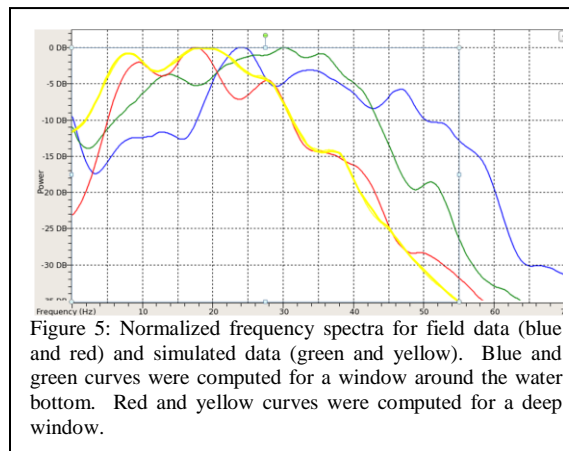 0 DB
-5 DB
-10 DB
-15 DB
Power
-20 DB
-25 DB
-30 DB
-35 DB
Frequency (Hz)
10
20
30
40
50
60
Figure 5: Normalized frequency spectra for field data (blue
and red) and simulated data (green and yellow). Blue and
green curves were computed for a window around the water
bottom. Red and yellow curves were computed for a deep
window.